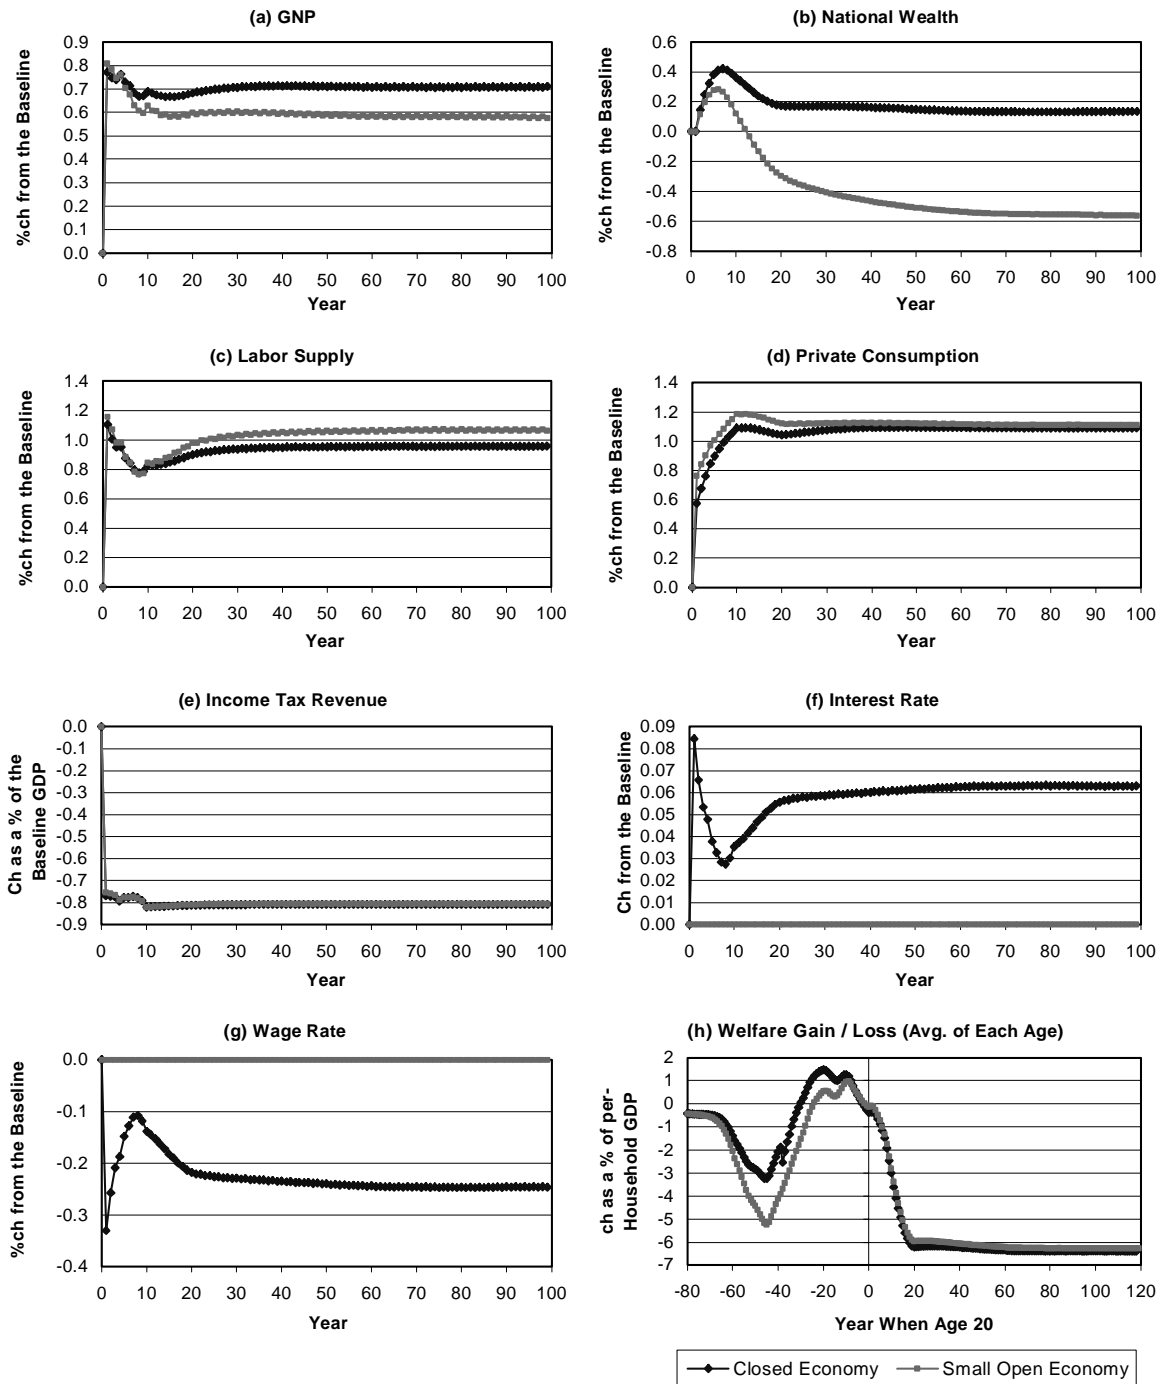 (a) GNP
%ch from the Baseline
0.9
0.8
0.7
0.6
0.5
0.4
0.3
0.2
0.1
0.0
0 10 20 30 40 50 60 70 80 90 100
Year
(b) National Wealth
%ch from the Baseline
0.6
0.4
0.2
0.0
-0.2
-0.4
-0.6
-0.8
0 10 20 30 40 50 60 70 80 90 100
Year
(c) Labor Supply
%ch from the Baseline
1.4
1.2
1.0
0.8
0.6
0.4
0.2
0.0
0 10 20 30 40 50 60 70 80 90 100
Year
(d) Private Consumption
%ch from the Baseline
1.4
1.2
1.0
0.8
0.6
0.4
0.2
0.0
0 10 20 30 40 50 60 70 80 90 100
Year
(e) Income Tax Revenue
Ch as a % of the
Baseline GDP
0.0
-0.1
-0.2
-0.3
-0.4
-0.5
-0.6
-0.7
-0.8
-0.9
0 10 20 30 40 50 60 70 80 90 100
Year
(f) Interest Rate
Ch from the Baseline
0.09
0.08
0.07
0.06
0.05
0.04
0.03
0.02
0.01
0.00
0 10 20 30 40 50 60 70 80 90 100
Year
(g) Wage Rate
%ch from the Baseline
0.0
-0.1
-0.2
-0.3
-0.4
0 10 20 30 40 50 60 70 80 90 100
Year
(h) Welfare Gain / Loss (Avg. of Each Age)
ch as a % of per-
Household GDP
2
1
0
-1
-2
-3
-4
-5
-6
-7
-80 -60 -40 -20 0 20 40 60 80 100 120
Year When Age 20
Closed Economy Small Open Economy